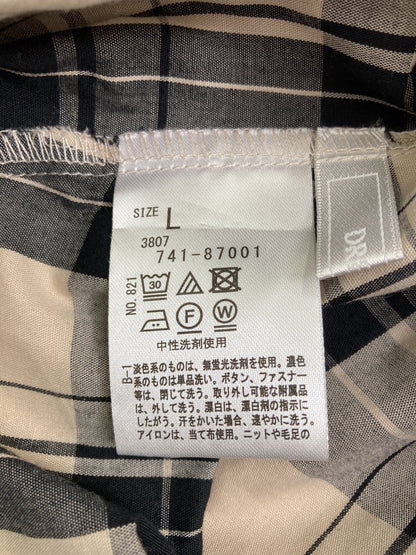 SIZE L
3807
741-87001
NO. 821
30
F W
中性洗剤使用
B-1
淡色系のものは、無蛍光洗剤を使用。濃色
系のものは単品洗い。ボタン、ファスナー
等は、閉じて洗う。取り外し可能な附属品
は、外して洗う。漂白は、漂白剤の指示に
したがう。汗をかいた場合、速やかに洗う。
アイロンは、当て布使用。ニットや毛足の
DR